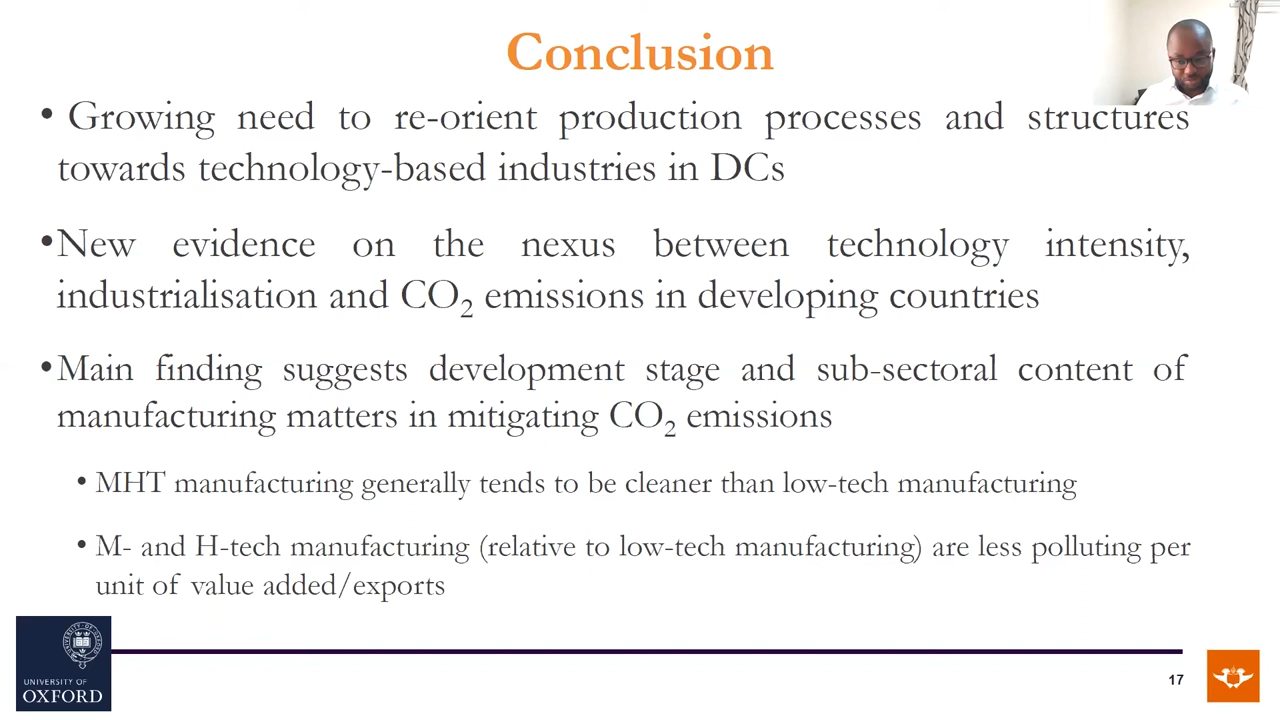 Conclusion
• Growing need to re-orient production processes and structures
towards technology-based industries in DCs
•New evidence on the nexus between technology intensity,
industrialisation and CO₂ emissions in developing countries
•Main finding suggests development stage and sub-sectoral content of
manufacturing matters in mitigating CO₂ emissions
• MHT manufacturing generally tends to be cleaner than low-tech manufacturing
• M- and H-tech manufacturing (relative to low-tech manufacturing) are less polluting per
unit of value added/exports
UNIVERSITY OF
OXFORD
17